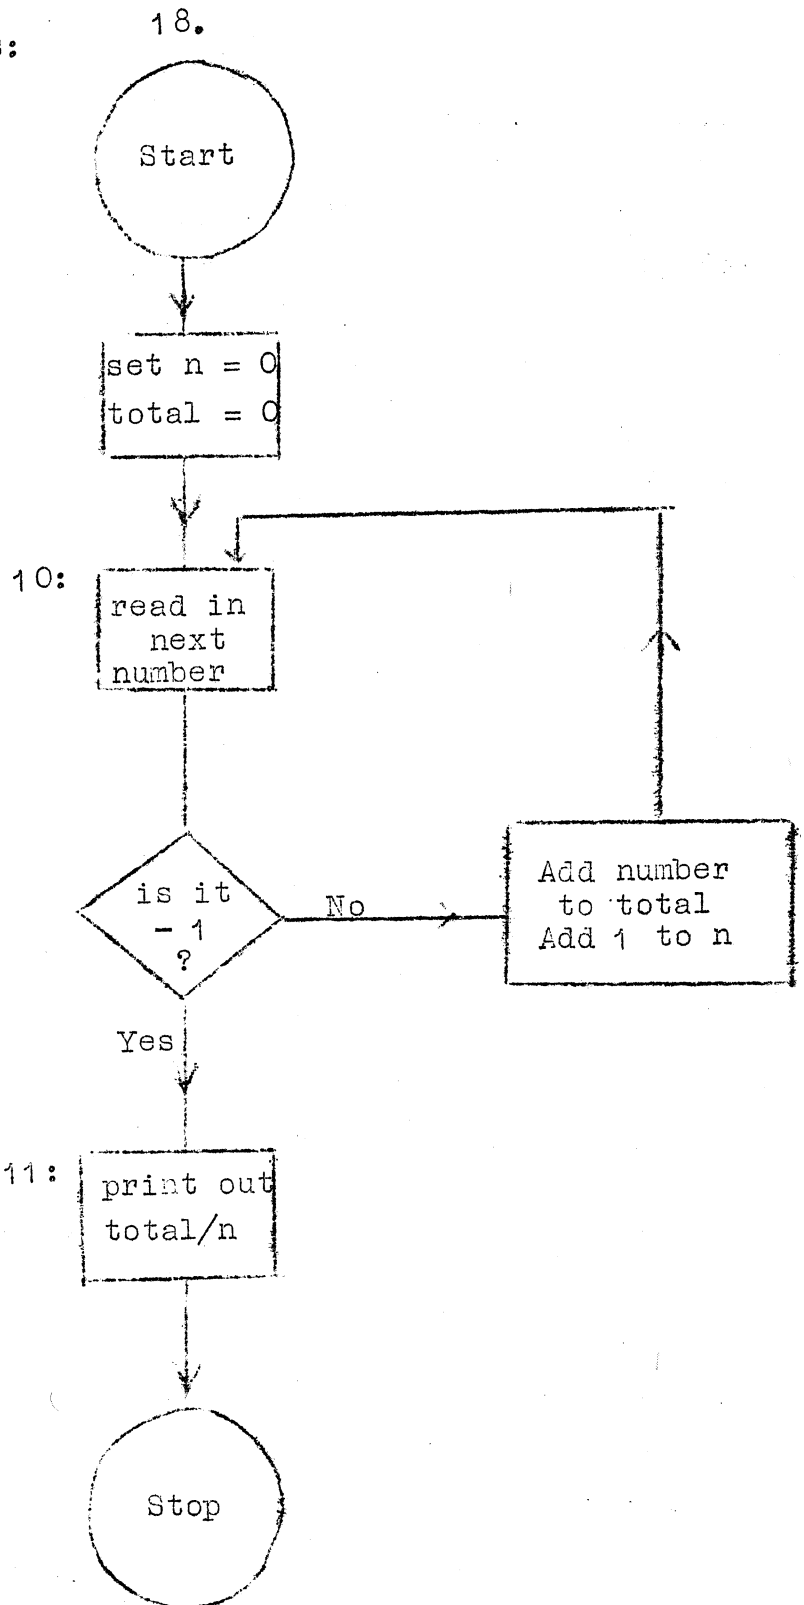 18.
:
Start
set n = 0
total = 0
10:
read in
next
number
is it
- 1
?
No
Add number
to total
Add 1 to n
Yes
11:
print out
total/n
Stop